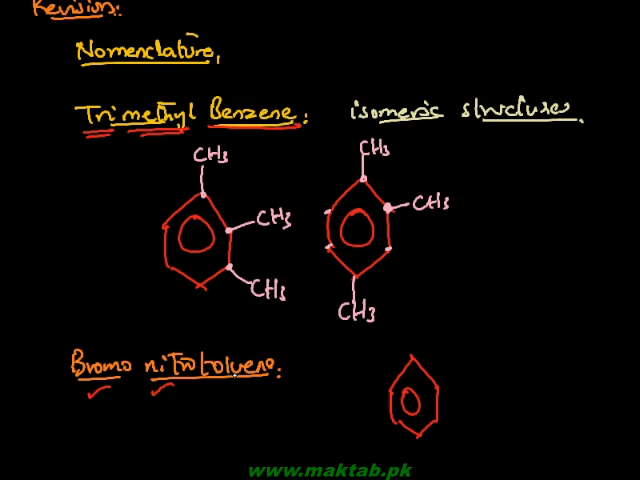 Revision:
Nomenclature,
Trimethyl Benzene: isomeric structures.
CH3 CH3
CH3 CH3
CH3 CH3
Bromo nitrotoluene:
www.maktab.pk